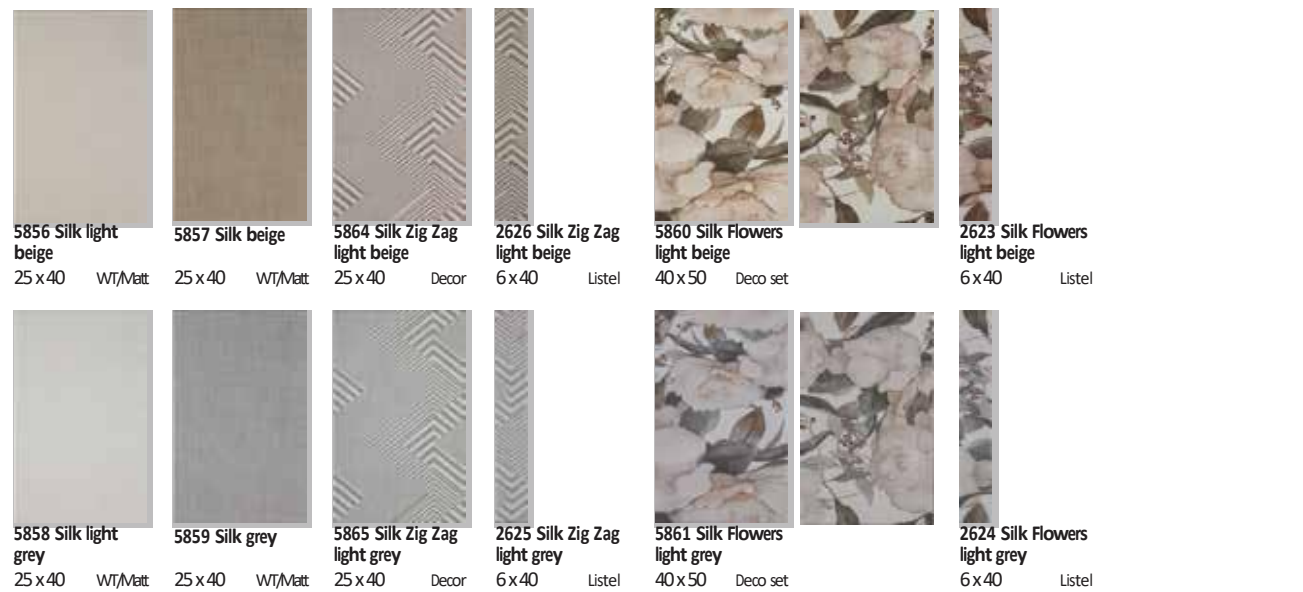 5856 Silk light
beige
25 x 40 WT/Matt
5857 Silk beige
25 x 40 WT/Matt
5864 Silk Zig Zag
light beige
25 x 40 Decor
2626 Silk Zig Zag
light beige
6 x 40 Listel
5860 Silk Flowers
light beige
40 x 50 Deco set
2623 Silk Flowers
light beige
6 x 40 Listel
5858 Silk light
grey
25 x 40 WT/Matt
5859 Silk grey
25 x 40 WT/Matt
5865 Silk Zig Zag
light grey
25 x 40 Decor
2625 Silk Zig Zag
light grey
6 x 40 Listel
5861 Silk Flowers
light grey
40 x 50 Deco set
2624 Silk Flowers
light grey
6 x 40 Listel